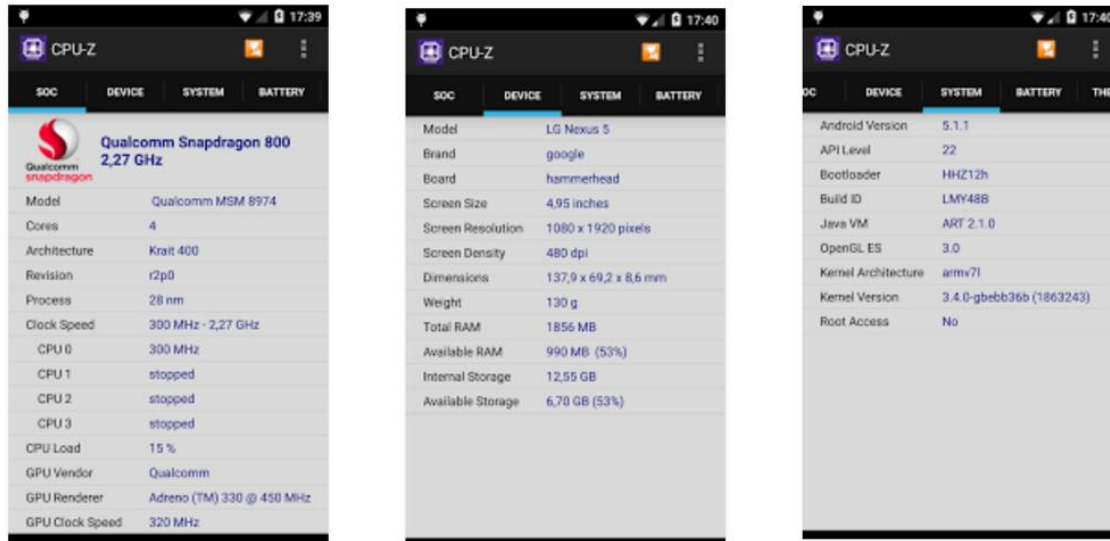 17:39
CPU-Z
SOC DEVICE SYSTEM BATTERY
Qualcomm snapdragon
Qualcomm Snapdragon 800
2,27 GHz
Model Qualcomm MSM 8974
Cores 4
Architecture Krait 400
Revision r2p0
Process 28 nm
Clock Speed 300 MHz - 2,27 GHz
CPU 0 300 MHz
CPU 1 stopped
CPU 2 stopped
CPU 3 stopped
CPU Load 15 %
GPU Vendor Qualcomm
GPU Renderer Adreno (TM) 330 @ 450 MHz
GPU Clock Speed 320 MHz
17:40
CPU-Z
SOC DEVICE SYSTEM BATTERY
Model LG Nexus 5
Brand google
Board hammerhead
Screen Size 4,95 inches
Screen Resolution 1080 x 1920 pixels
Screen Density 480 dpi
Dimensions 137,9 x 69,2 x 8,6 mm
Weight 130 g
Total RAM 1856 MB
Available RAM 990 MB (53%)
Internal Storage 12,55 GB
Available Storage 6,70 GB (53%)
17:40
CPU-Z
OC DEVICE SYSTEM BATTERY THE
Android Version 5.1.1
API Level 22
Bootloader HHZ12h
Build ID LMY48B
Java VM ART 2.1.0
OpenGL ES 3.0
Kernel Architecture armv7l
Kernel Version 3.4.0-gbebb36b (1863243)
Root Access No